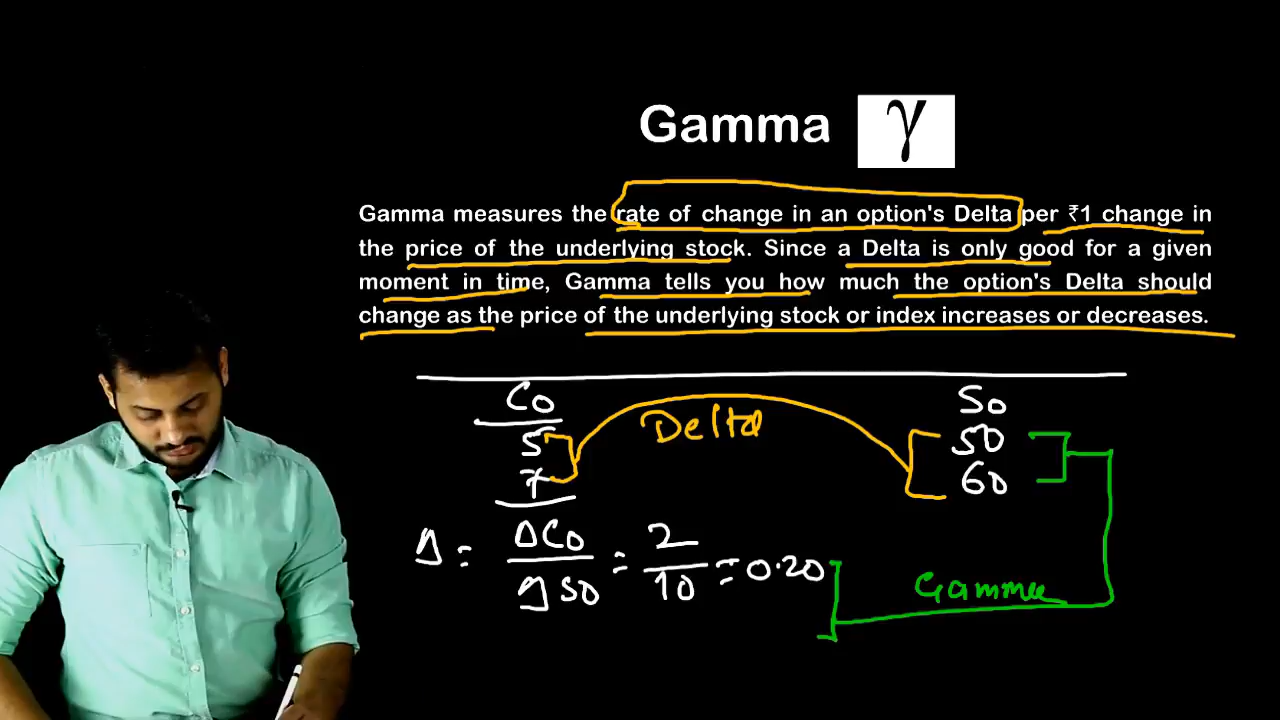 Gamma γ
Gamma measures the rate of change in an option's Delta per ₹1 change in
the price of the underlying stock. Since a Delta is only good for a given
moment in time, Gamma tells you how much the option's Delta should
change as the price of the underlying stock or index increases or decreases.
C0 S0
5 Delta 50
7 60
Δ = ΔC0 / ΔS0 = 2 / 10 = 0.20
Gamma